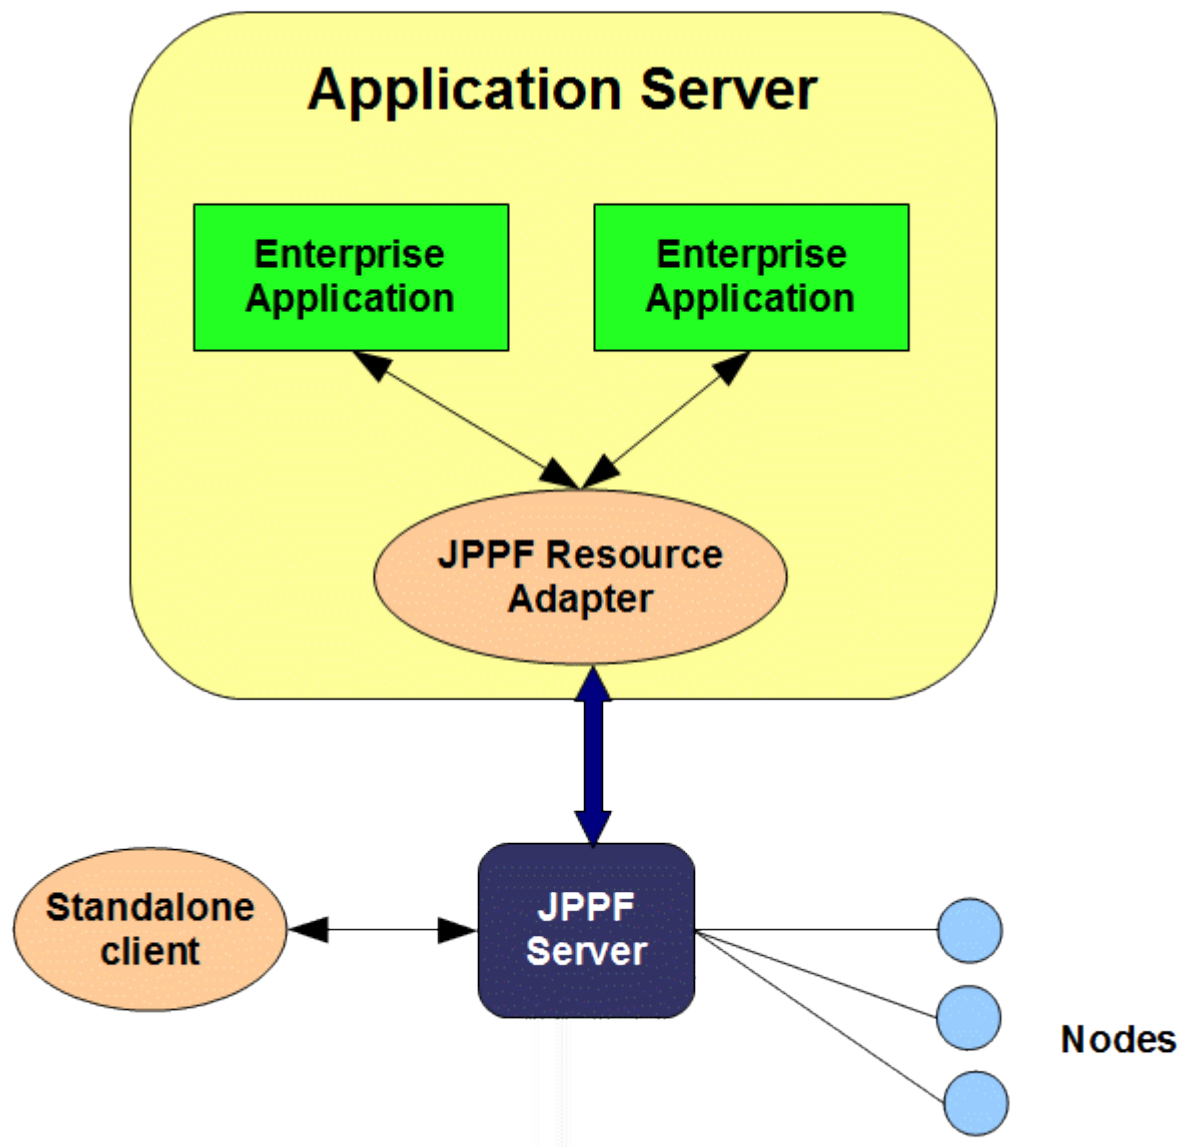 Application Server
Enterprise
Application
Enterprise
Application
JPPF Resource
Adapter
Standalone
client
JPPF
Server
Nodes